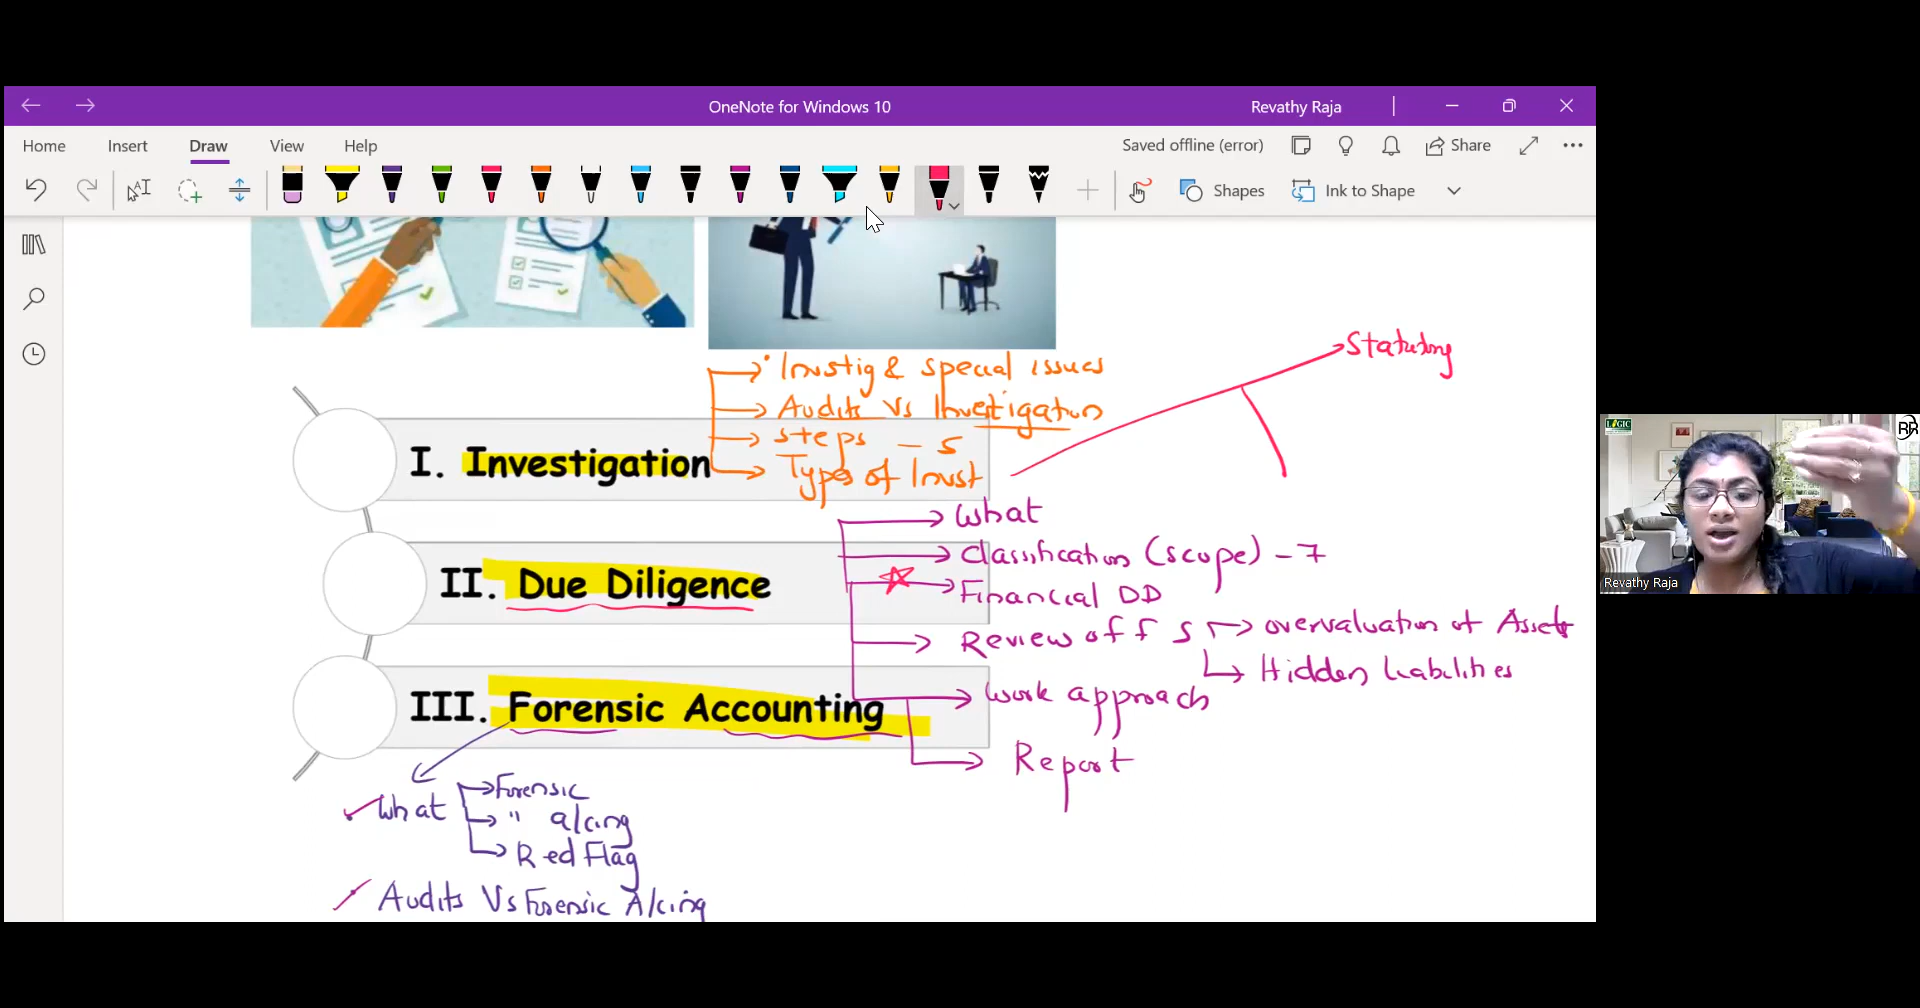 OneNote for Windows 10
Revathy Raja
Home Insert Draw View Help
Saved offline (error)
Share
Shapes
Ink to Shape
Invstig & special issues
Audits Vs Investigation
steps - 5
Types of Invst
Statutory
I. Investigation
What
Classification (scope) - 7
II. Due Diligence
Financial DD
Review of F S
overvaluation of Assets
Hidden Liabilities
III. Forensic Accounting
Work approach
Report
What
Forensic
" a/cing
Red Flag
Audits Vs Forensic A/cing
LOGIC
RR
Revathy Raja